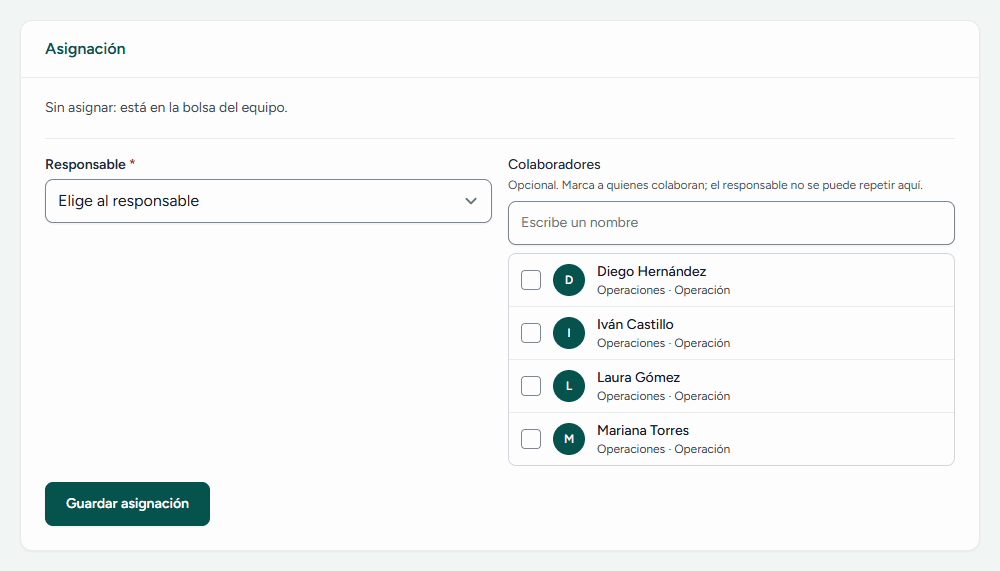 Asignación
Sin asignar: está en la bolsa del equipo.
Responsable *
Elige al responsable
Colaboradores
Opcional. Marca a quienes colaboran; el responsable no se puede repetir aquí.
Escribe un nombre
D
Diego Hernández
Operaciones · Operación
I
Iván Castillo
Operaciones · Operación
L
Laura Gómez
Operaciones · Operación
M
Mariana Torres
Operaciones · Operación
Guardar asignación